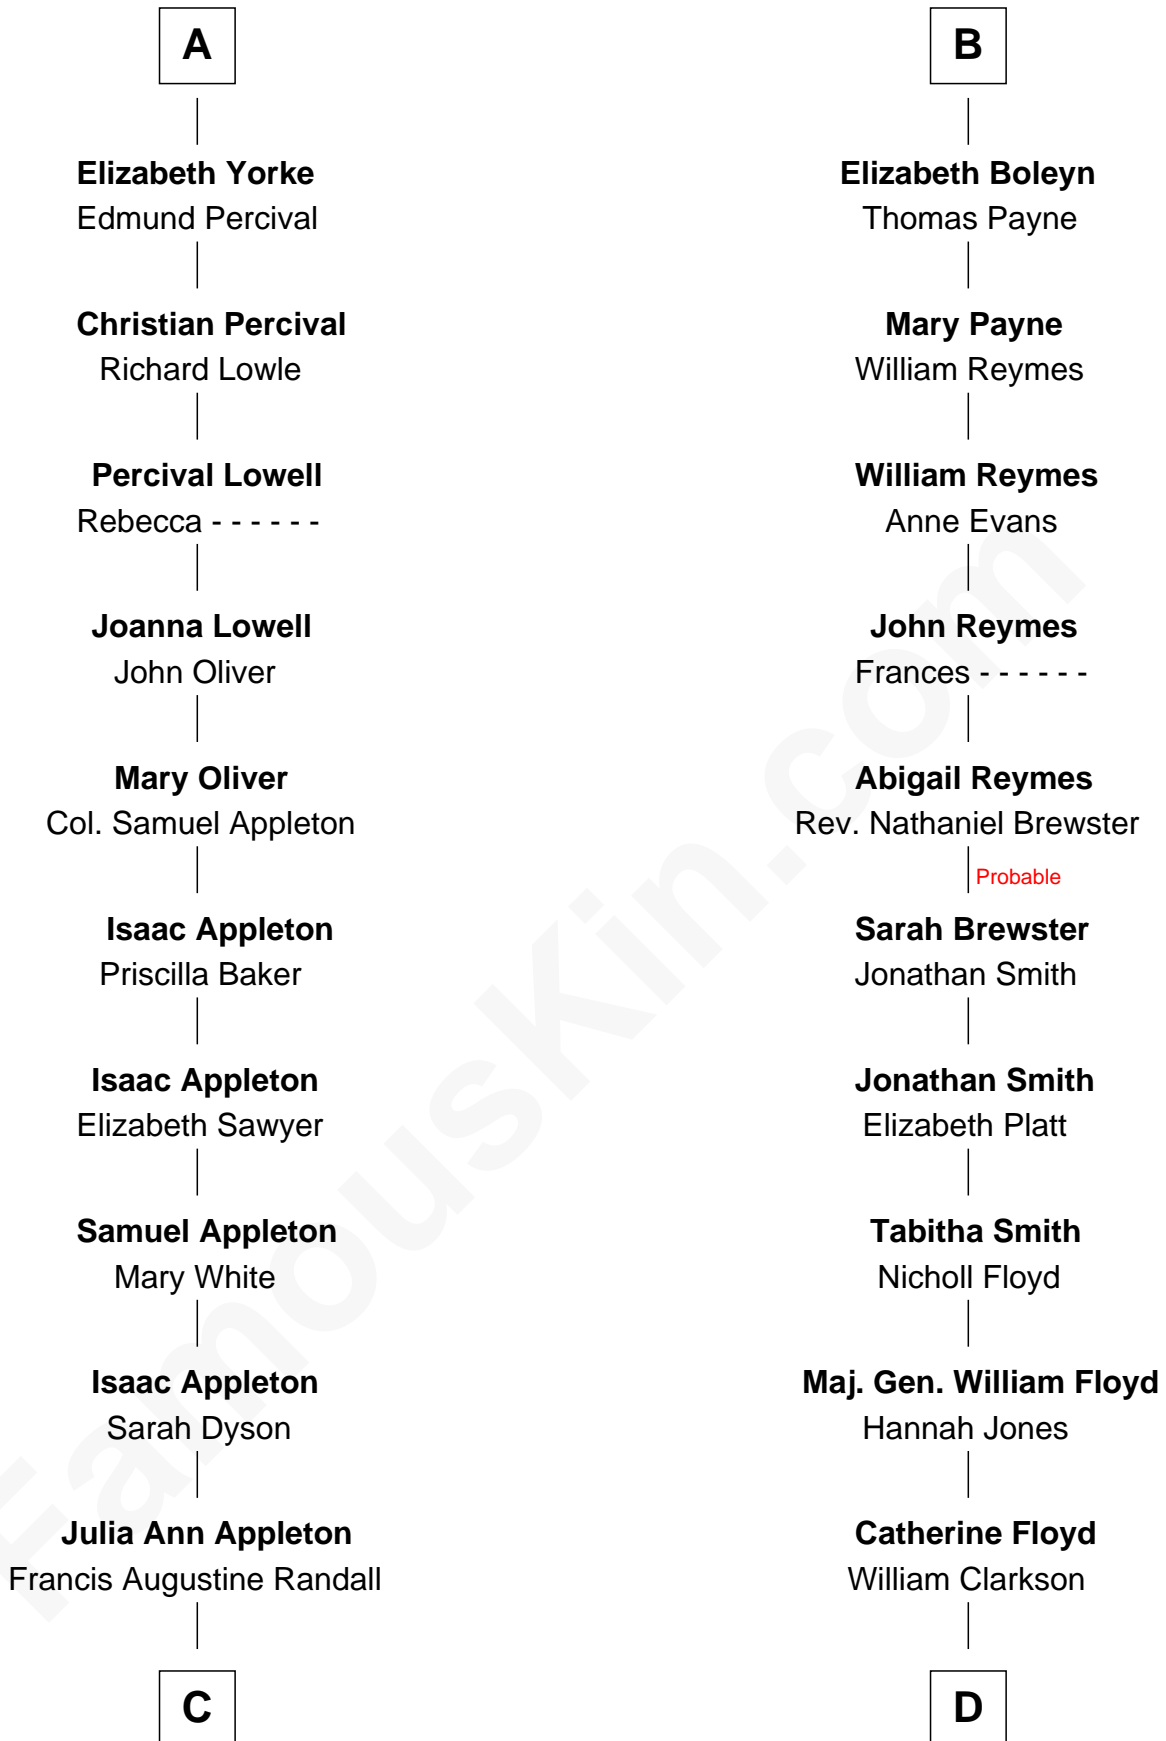 A
Elizabeth Yorke
Edmund Percival
Christian Percival
Richard Lowle
Percival Lowell
Rebecca - - - - - -
Joanna Lowell
John Oliver
Mary Oliver
Col. Samuel Appleton
Isaac Appleton
Priscilla Baker
Isaac Appleton
Elizabeth Sawyer
Samuel Appleton
Mary White
Isaac Appleton
Sarah Dyson
Julia Ann Appleton
Francis Augustine Randall
C
B
Elizabeth Boleyn
Thomas Payne
Mary Payne
William Reymes
William Reymes
Anne Evans
John Reymes
Frances - - - - - -
Abigail Reymes
Rev. Nathaniel Brewster
Probable
Sarah Brewster
Jonathan Smith
Jonathan Smith
Elizabeth Platt
Tabitha Smith
Nicholl Floyd
Maj. Gen. William Floyd
Hannah Jones
Catherine Floyd
William Clarkson
D
FamousKin.com